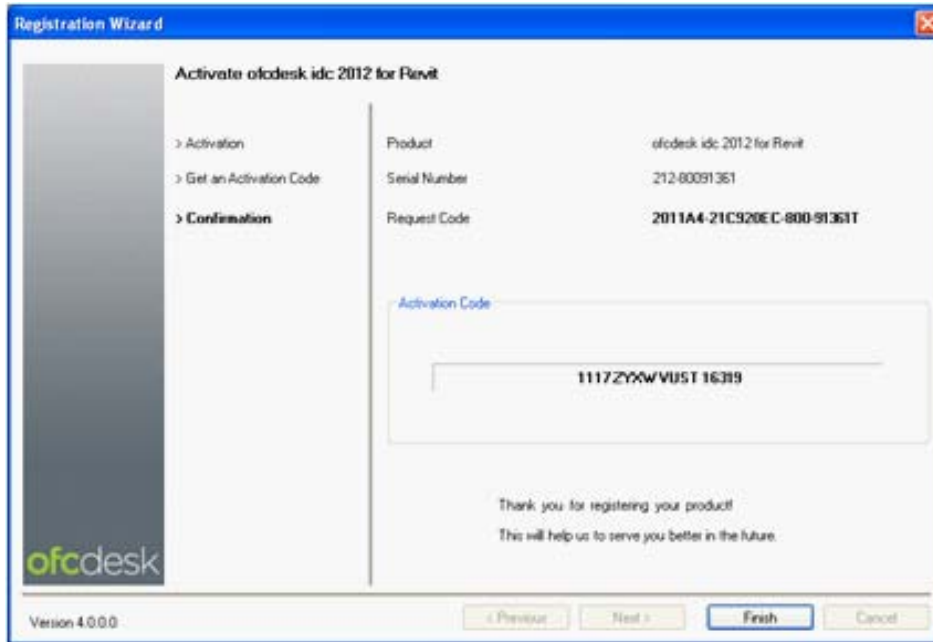 Registration Wizard
Activate ofcdesk idc 2012 for Revit
> Activation
> Get an Activation Code
> Confirmation
Product ofcdesk idc 2012 for Revit
Serial Number 212-80091361
Request Code 2011A4-21C920EC-800-91361T
Activation Code
1117ZYXWVUST16319
Thank you for registering your product!
This will help us to serve you better in the future.
ofcdesk
Version 4.0.0.0
< Previous Next > Finish Cancel